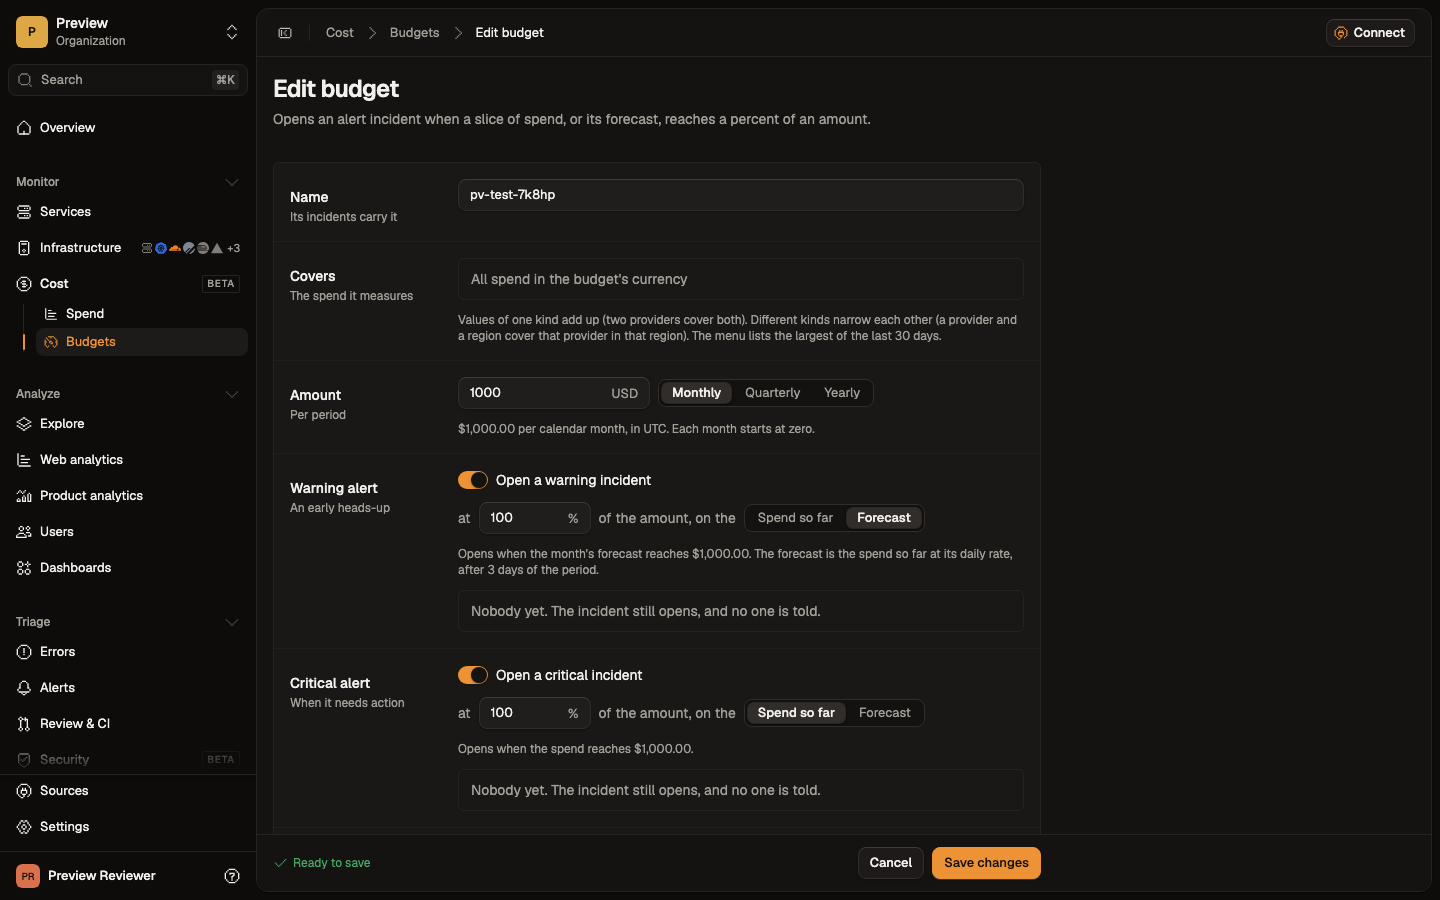 P
Preview
Organization
Search
⌘K
Overview
Monitor
Services
Infrastructure
+3
Cost
BETA
Spend
Budgets
Analyze
Explore
Web analytics
Product analytics
Users
Dashboards
Triage
Errors
Alerts
Review & CI
Security
BETA
Sources
Settings
PR
Preview Reviewer
Cost
Budgets
Edit budget
Connect
Edit budget
Opens an alert incident when a slice of spend, or its forecast, reaches a percent of an amount.
Name
Its incidents carry it
pv-test-7k8hp
Covers
The spend it measures
All spend in the budget's currency
Values of one kind add up (two providers cover both). Different kinds narrow each other (a provider and
a region cover that provider in that region). The menu lists the largest of the last 30 days.
Amount
Per period
1000 USD
Monthly Quarterly Yearly
$1,000.00 per calendar month, in UTC. Each month starts at zero.
Warning alert
An early heads-up
Open a warning incident
at 100 % of the amount, on the Spend so far Forecast
Opens when the month's forecast reaches $1,000.00. The forecast is the spend so far at its daily rate,
after 3 days of the period.
Nobody yet. The incident still opens, and no one is told.
Critical alert
When it needs action
Open a critical incident
at 100 % of the amount, on the Spend so far Forecast
Opens when the spend reaches $1,000.00.
Nobody yet. The incident still opens, and no one is told.
Ready to save
Cancel
Save changes